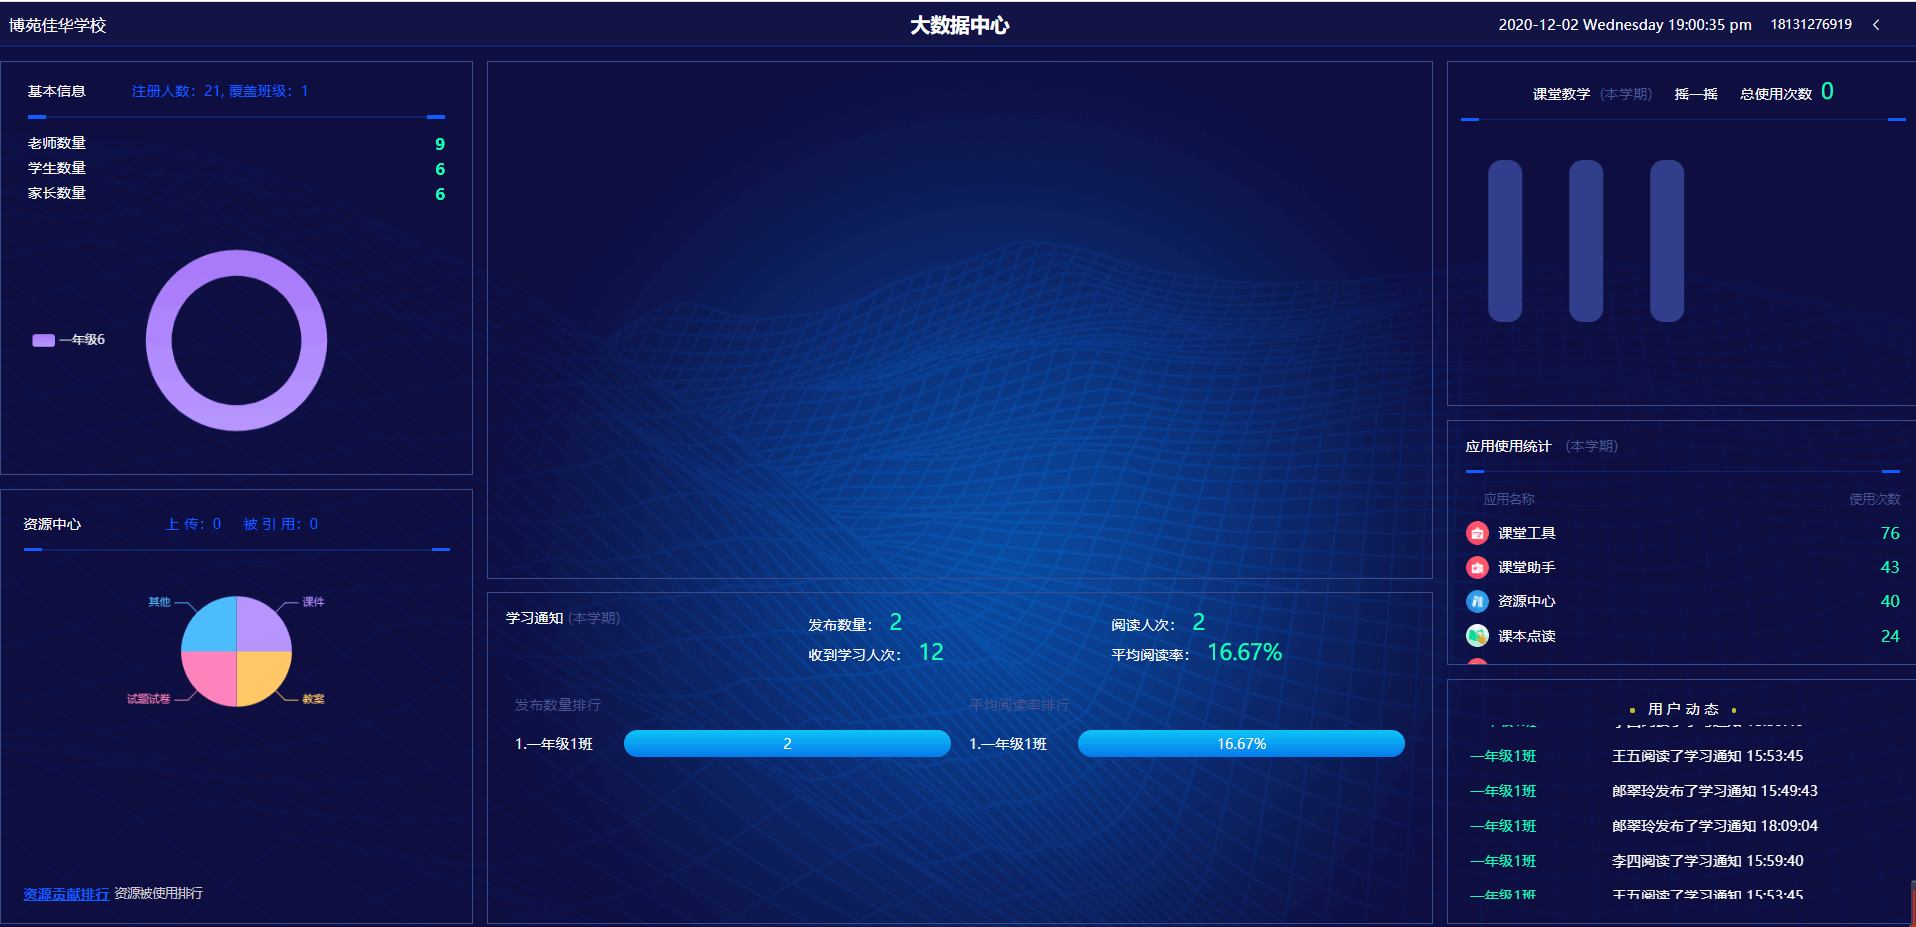 博苑佳华学校
大数据中心
2020-12-02 Wednesday 19:00:35 pm 18131276919
基本信息 注册人数：21, 覆盖班级：1
老师数量 9
学生数量 6
家长数量 6
一年级6
资源中心 上 传：0 被 引 用：0
其他 课件
试题试卷 教案
资源贡献排行 资源被使用排行
学习通知 (本学期)
发布数量： 2 阅读人次： 2
收到学习人次： 12 平均阅读率： 16.67%
发布数量排行 平均阅读率排行
1.一年级1班 2 1.一年级1班 16.67%
课堂教学 (本学期) 摇一摇 总使用次数 0
应用使用统计 (本学期)
应用名称 使用次数
课堂工具 76
课堂助手 43
资源中心 40
课本点读 24
用 户 动 态
一年级1班 王五阅读了学习通知 15:53:45
一年级1班 郎翠玲发布了学习通知 15:49:43
一年级1班 郎翠玲发布了学习通知 18:09:04
一年级1班 李四阅读了学习通知 15:59:40
一年级1班 王五阅读了学习通知 15:53:45